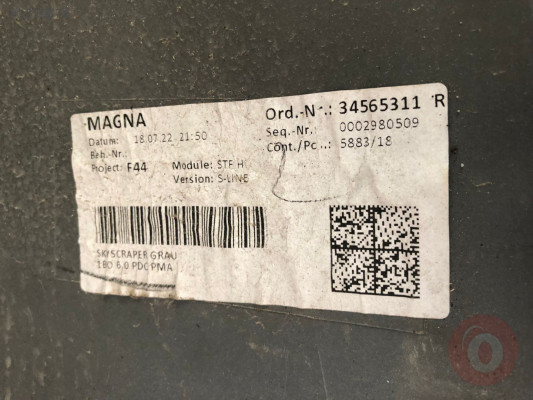 MAGNA
Datum: 18.07.22 21:50
Beh.-Nr.:
Project: F44 Module: STF H
Version: S-LINE
Ord.-Nr.: 34565311 R
Seq.-Nr.: 0002980509
Cont./Pc..: 5883/18
SKYSCRAPER GRAU
180 6.0 PDC PMA